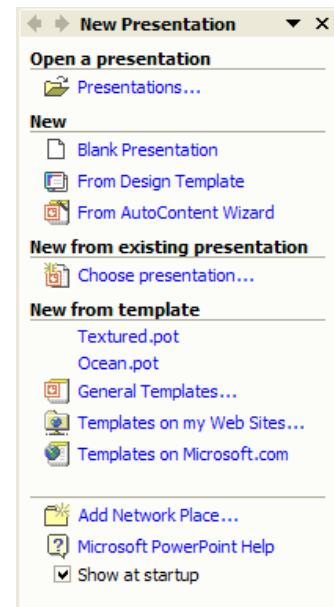 New Presentation
Open a presentation
Presentations...
New
Blank Presentation
From Design Template
From AutoContent Wizard
New from existing presentation
Choose presentation...
New from template
Textured.pot
Ocean.pot
General Templates...
Templates on my Web Sites...
Templates on Microsoft.com
Add Network Place...
Microsoft PowerPoint Help
Show at startup